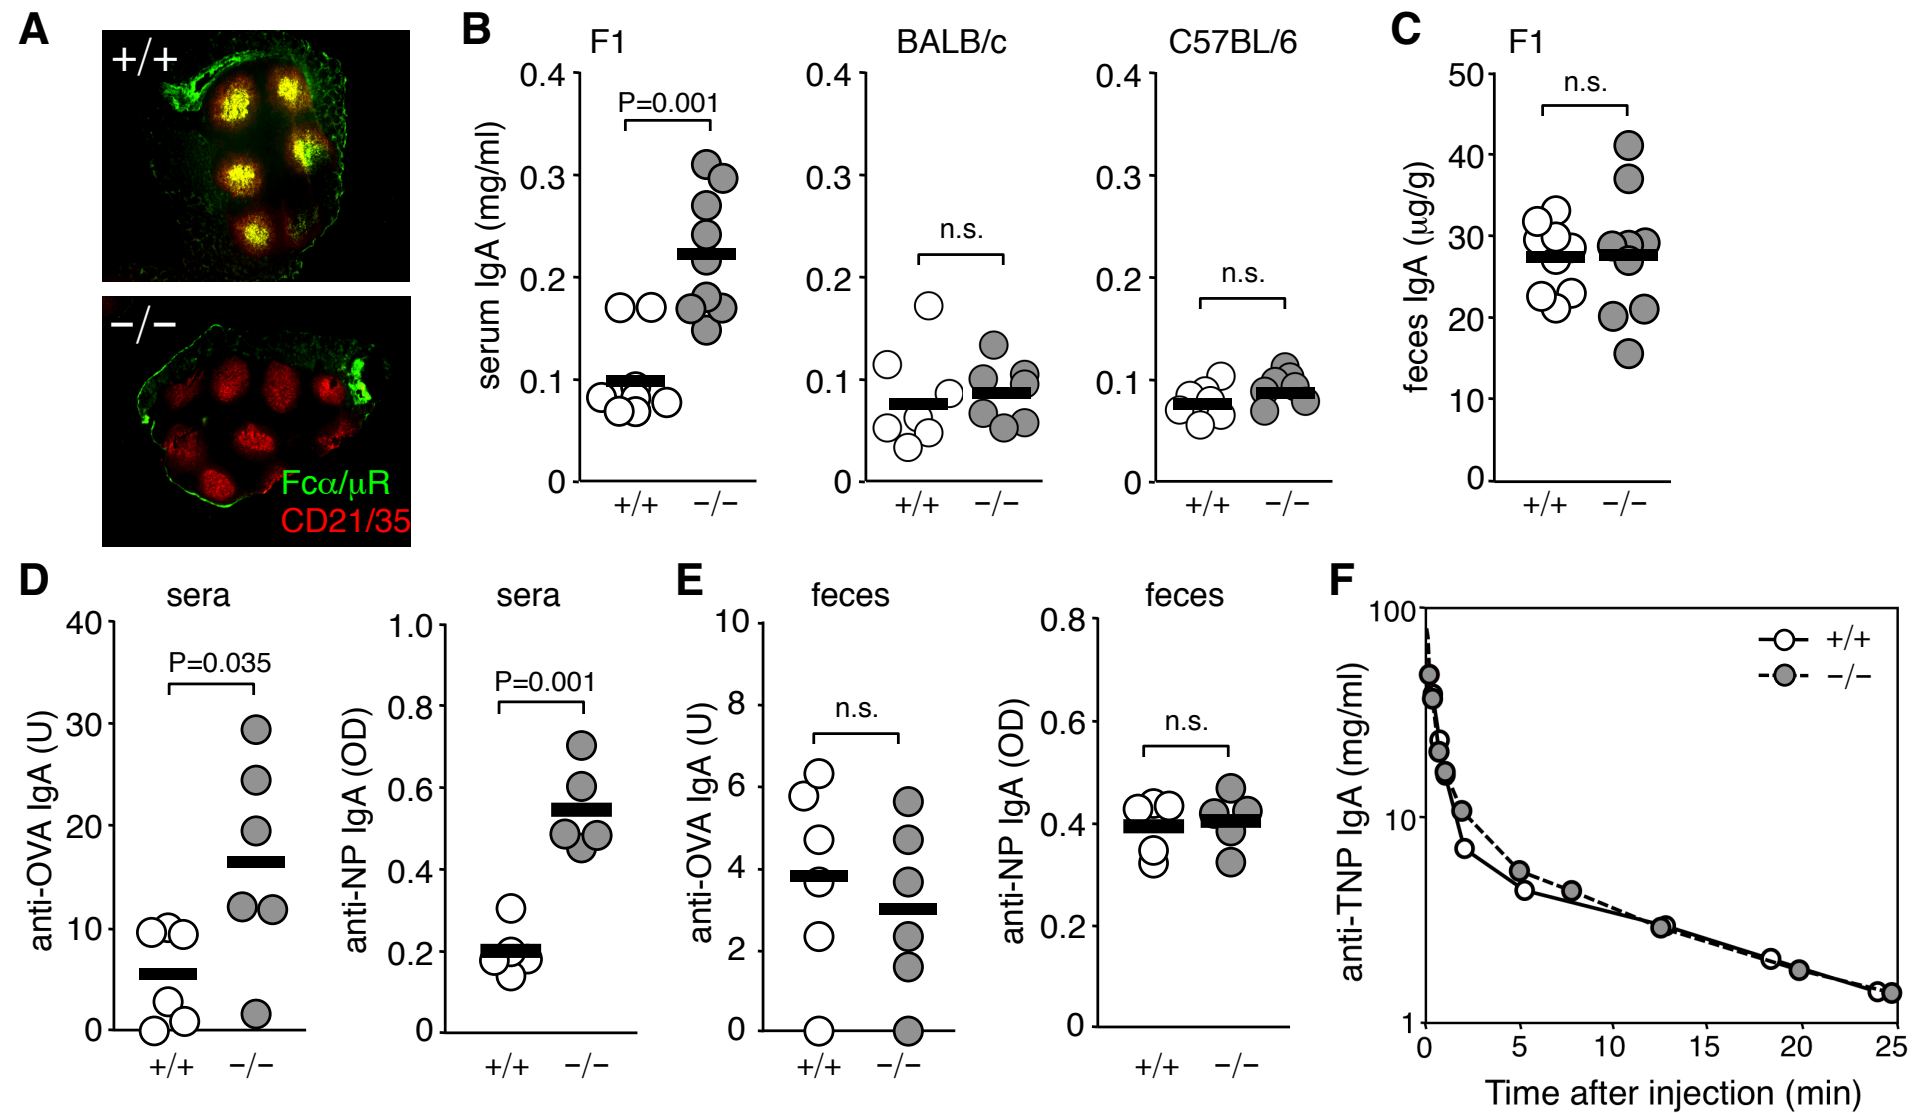 A
+/+
−/−
Fcα/μR
CD21/35
B
F1
serum IgA (mg/ml)
0.4
0.3
0.2
0.1
0
P=0.001
+/+
−/−
BALB/c
0.4
0.3
0.2
0.1
0
n.s.
+/+
−/−
C57BL/6
0.4
0.3
0.2
0.1
0
n.s.
+/+
−/−
C
F1
feces IgA (μg/g)
50
40
30
20
10
0
n.s.
+/+
−/−
D
sera
anti-OVA IgA (U)
40
30
20
10
0
P=0.035
+/+
−/−
sera
anti-NP IgA (OD)
1.0
0.8
0.6
0.4
0.2
0
P=0.001
+/+
−/−
E
feces
anti-OVA IgA (U)
10
8
6
4
2
0
n.s.
+/+
−/−
feces
anti-NP IgA (OD)
0.8
0.6
0.4
0.2
0
n.s.
+/+
−/−
F
anti-TNP IgA (mg/ml)
100
10
1
+/+
−/−
0 5 10 15 20 25
Time after injection (min)